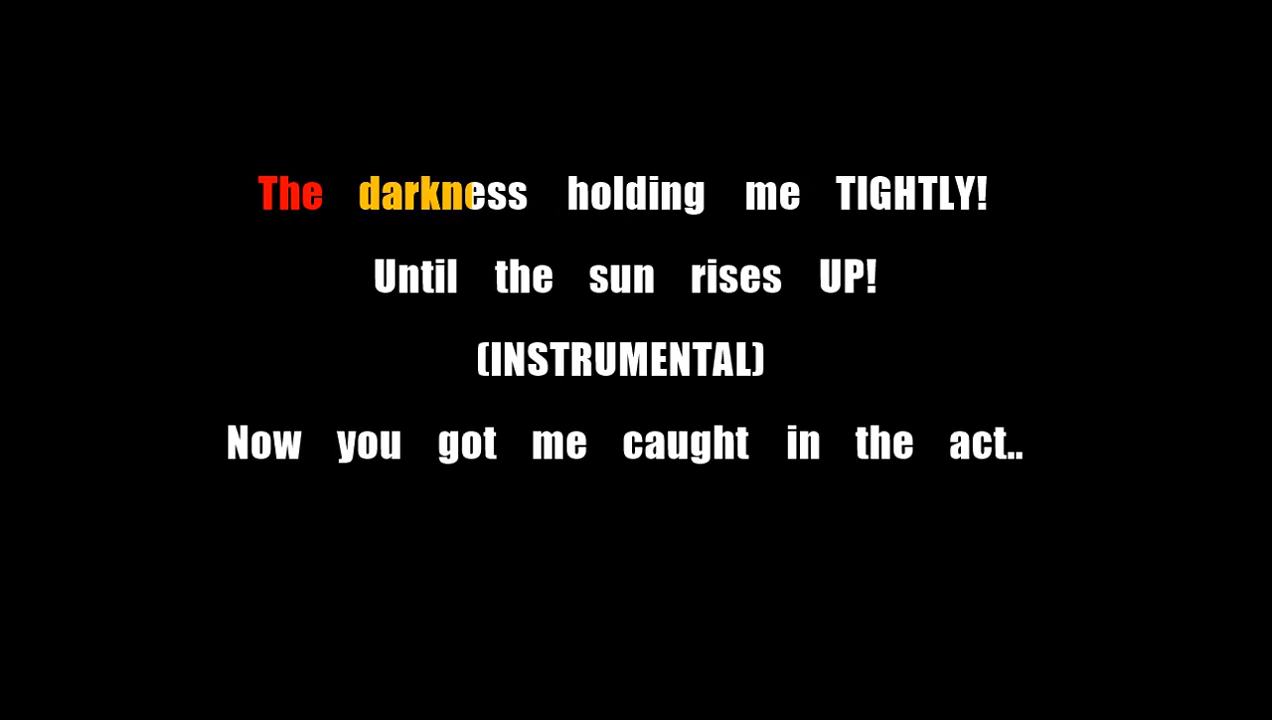 The darkness holding me TIGHTLY!
Until the sun rises UP!
(INSTRUMENTAL)
Now you got me caught in the act..